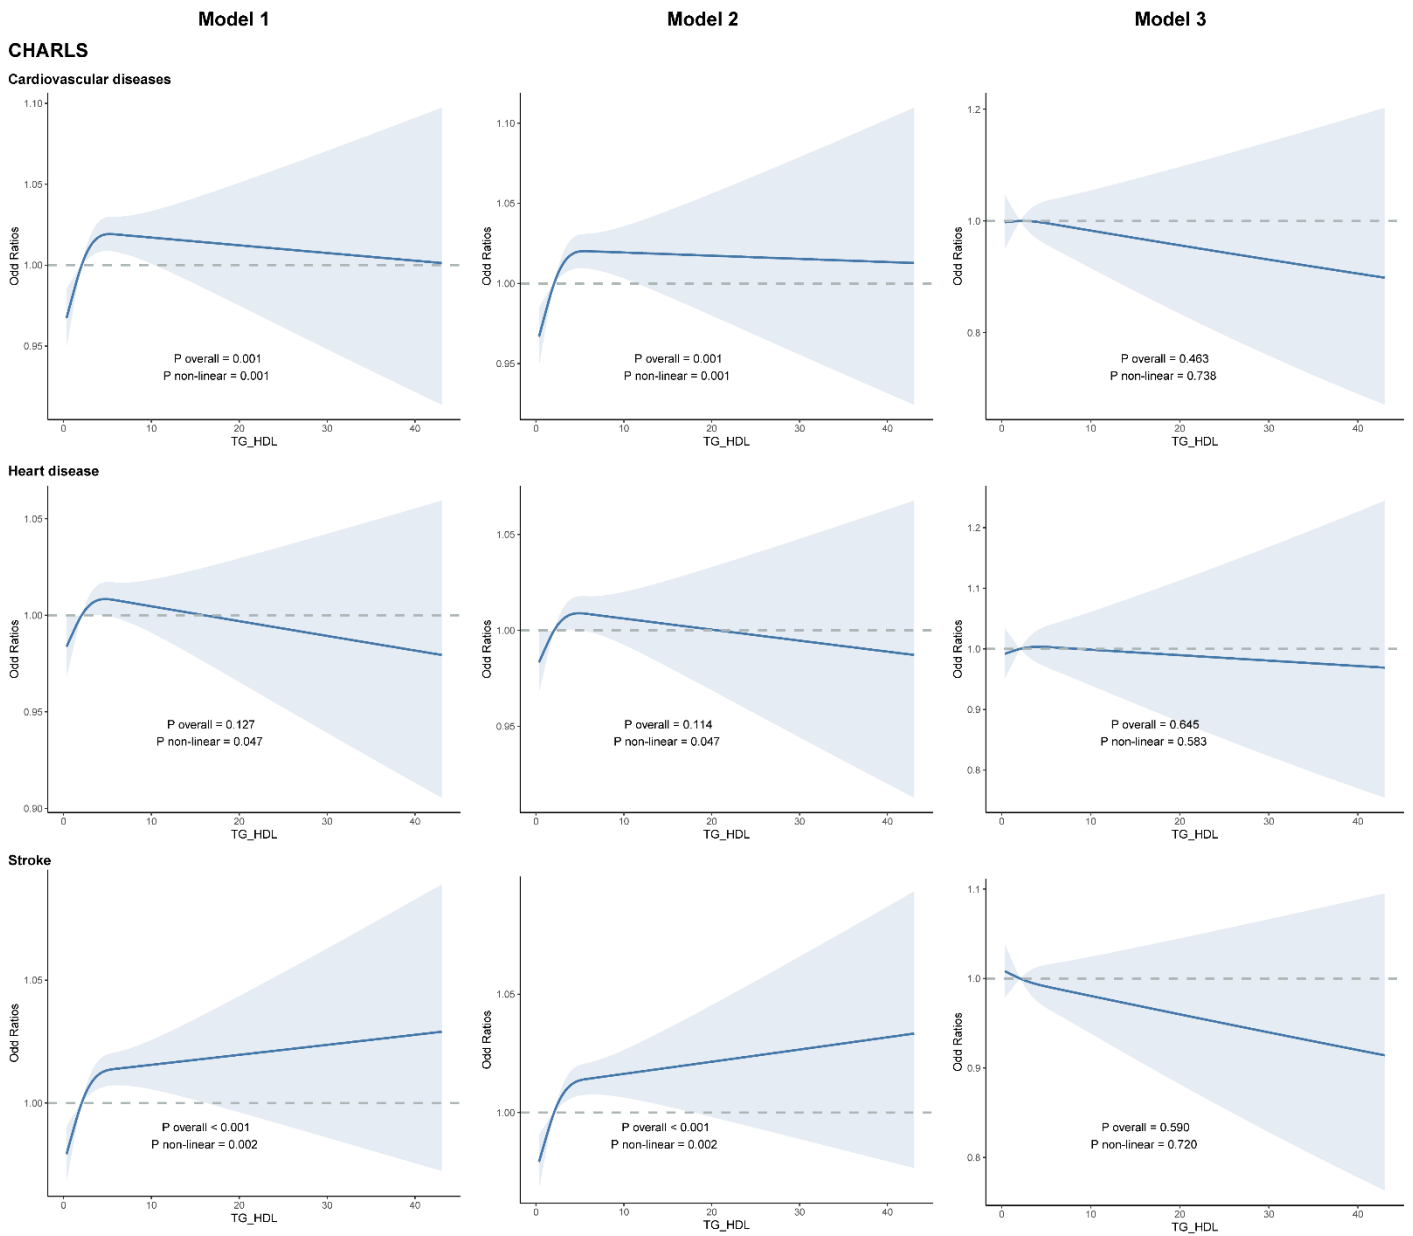 Model 1
Model 2
Model 3
CHARLS
Cardiovascular diseases
1.10
1.05
1.00
0.95
Odd Ratios
P overall = 0.001
P non-linear = 0.001
0
10
20
30
40
TG_HDL
1.10
1.05
1.00
0.95
Odd Ratios
P overall = 0.001
P non-linear = 0.001
0
10
20
30
40
TG_HDL
1.2
1.0
0.8
Odd Ratios
P overall = 0.463
P non-linear = 0.738
0
10
20
30
40
TG_HDL
Heart disease
1.05
1.00
0.95
0.90
Odd Ratios
P overall = 0.127
P non-linear = 0.047
0
10
20
30
40
TG_HDL
1.05
1.00
0.95
Odd Ratios
P overall = 0.114
P non-linear = 0.047
0
10
20
30
40
TG_HDL
1.2
1.1
1.0
0.9
0.8
Odd Ratios
P overall = 0.645
P non-linear = 0.583
0
10
20
30
40
TG_HDL
Stroke
1.05
1.00
Odd Ratios
P overall < 0.001
P non-linear = 0.002
0
10
20
30
40
TG_HDL
1.05
1.00
Odd Ratios
P overall < 0.001
P non-linear = 0.002
0
10
20
30
40
TG_HDL
1.1
1.0
0.9
0.8
Odd Ratios
P overall = 0.590
P non-linear = 0.720
0
10
20
30
40
TG_HDL